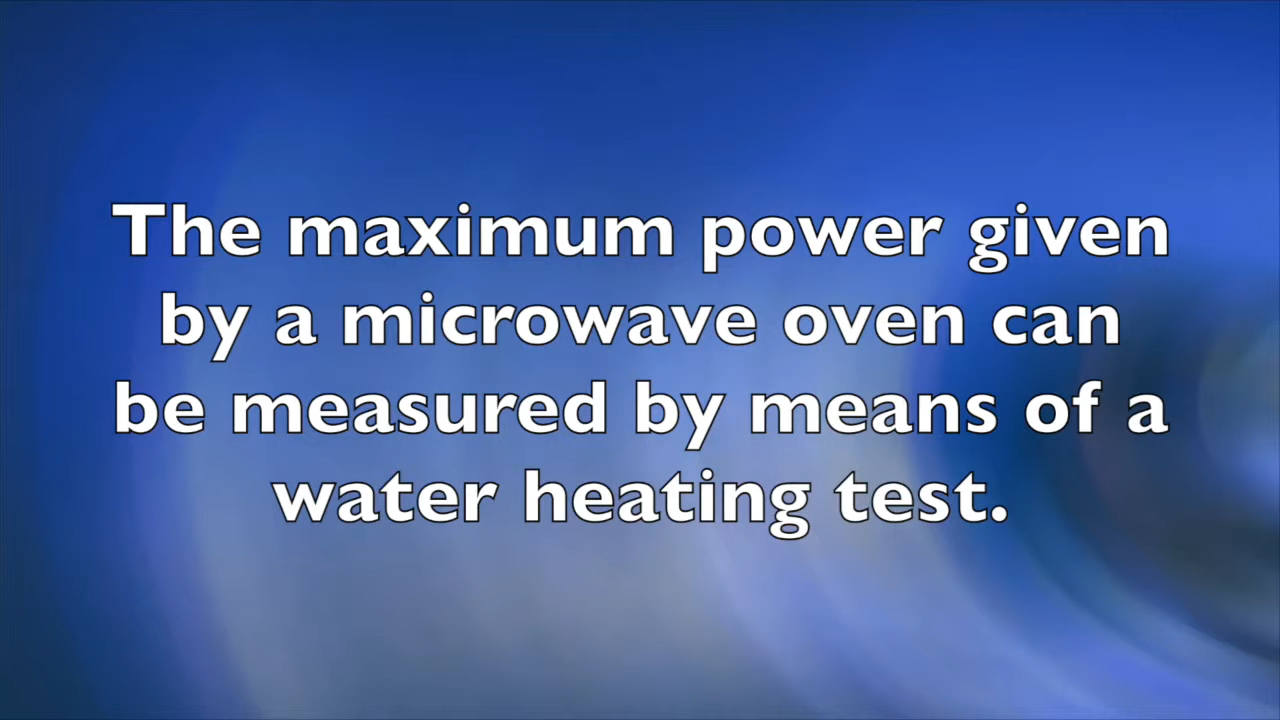 The maximum power given
by a microwave oven can
be measured by means of a
water heating test.